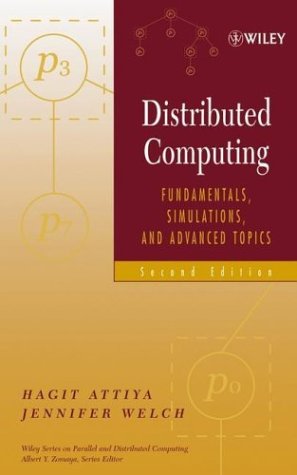 p3
WILEY
Distributed
Computing
FUNDAMENTALS,
SIMULATIONS,
AND ADVANCED TOPICS
Second Edition
p7
p0
HAGIT ATTIYA
JENNIFER WELCH
Wiley Series on Parallel and Distributed Computing
Albert Y. Zomaya, Series Editor